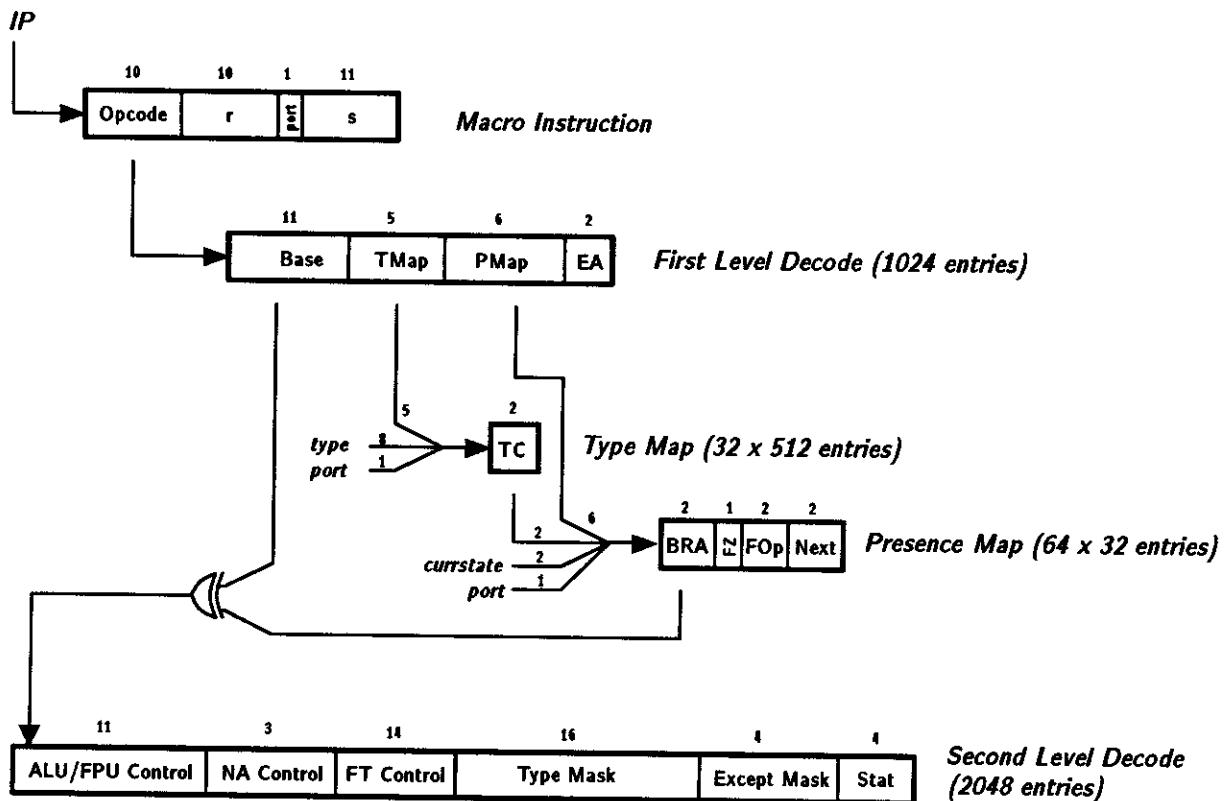 IP
10 10 1 11
Opcode r port s
Macro Instruction
11 5 6 2
Base TMap PMap EA
First Level Decode (1024 entries)
5
2
type 8
port 1
TC
Type Map (32 x 512 entries)
6
2
currstate 2
port 1
2 1 2 2
BRA FZ FOp Next
Presence Map (64 x 32 entries)
11 3 14 16 4 4
ALU/FPU Control NA Control FT Control Type Mask Except Mask Stat
Second Level Decode
(2048 entries)